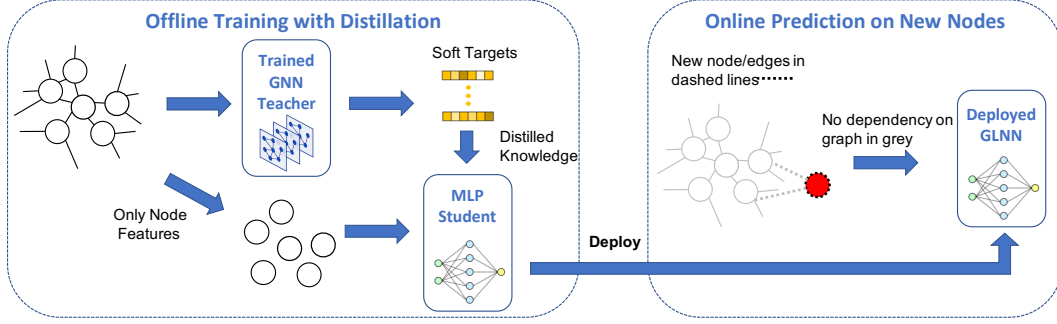 Offline Training with Distillation
Trained
GNN
Teacher
Soft Targets
Distilled
Knowledge
Only Node
Features
MLP
Student
Deploy
Online Prediction on New Nodes
New node/edges in
dashed lines
No dependency on
graph in grey
Deployed
GLNN